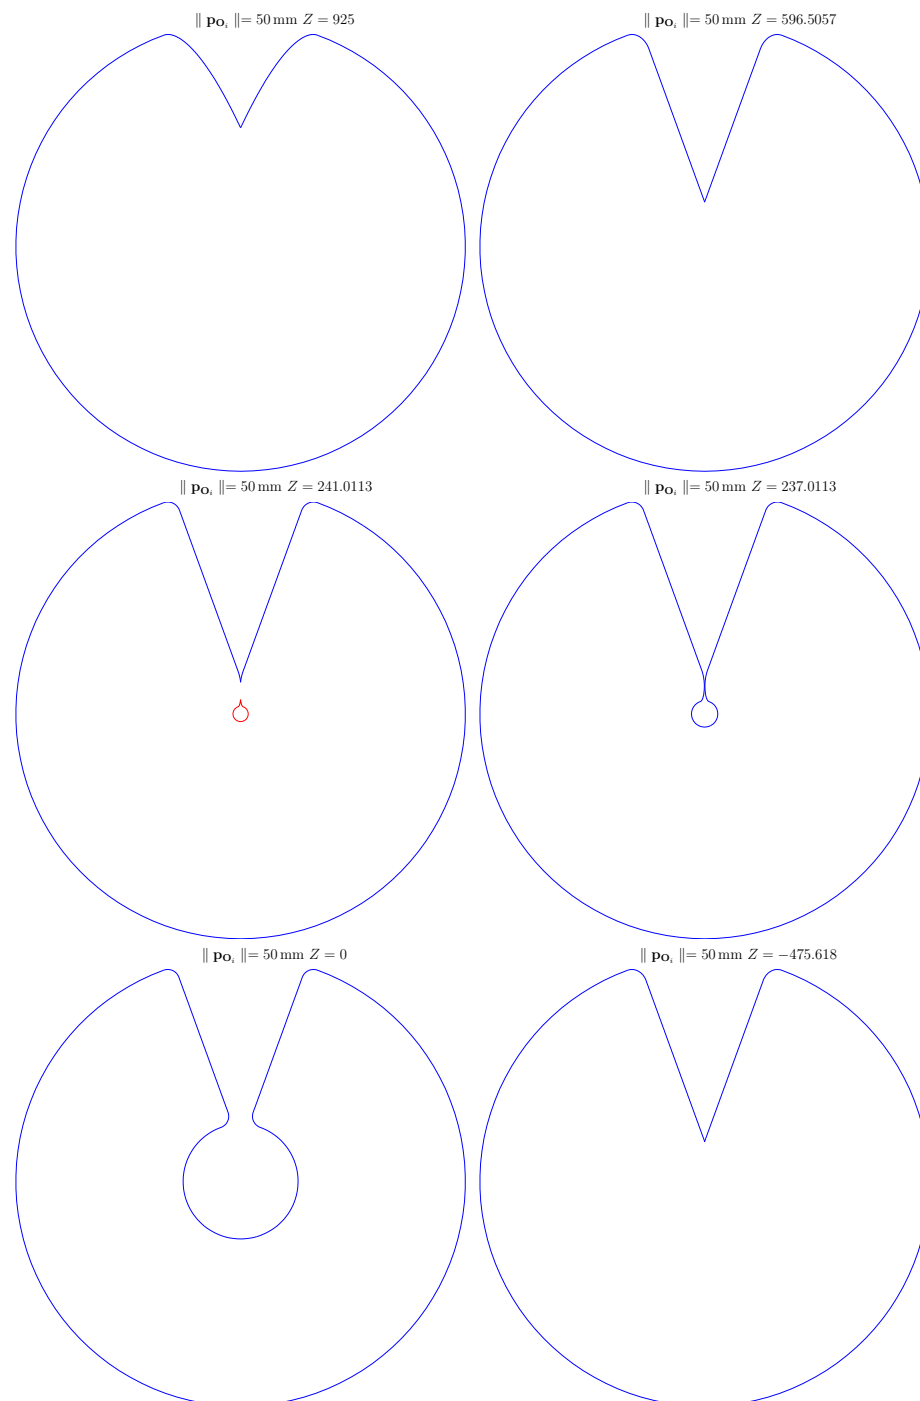 ∥ p_{O_i} ∥= 50 mm Z = 925
∥ p_{O_i} ∥= 50 mm Z = 596.5057
∥ p_{O_i} ∥= 50 mm Z = 241.0113
∥ p_{O_i} ∥= 50 mm Z = 237.0113
∥ p_{O_i} ∥= 50 mm Z = 0
∥ p_{O_i} ∥= 50 mm Z = −475.618